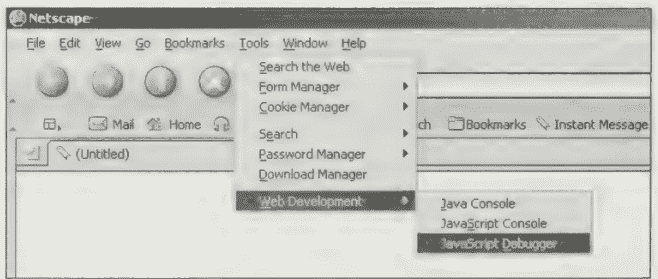 Netscape
File Edit View Go Bookmarks Tools Window Help
Search the Web
Form Manager
Cookie Manager
Mail Home ch Bookmarks Instant Message
Search
(Untitled) Password Manager
Download Manager
Web Development Java Console
JavaScript Console
JavaScript Debugger